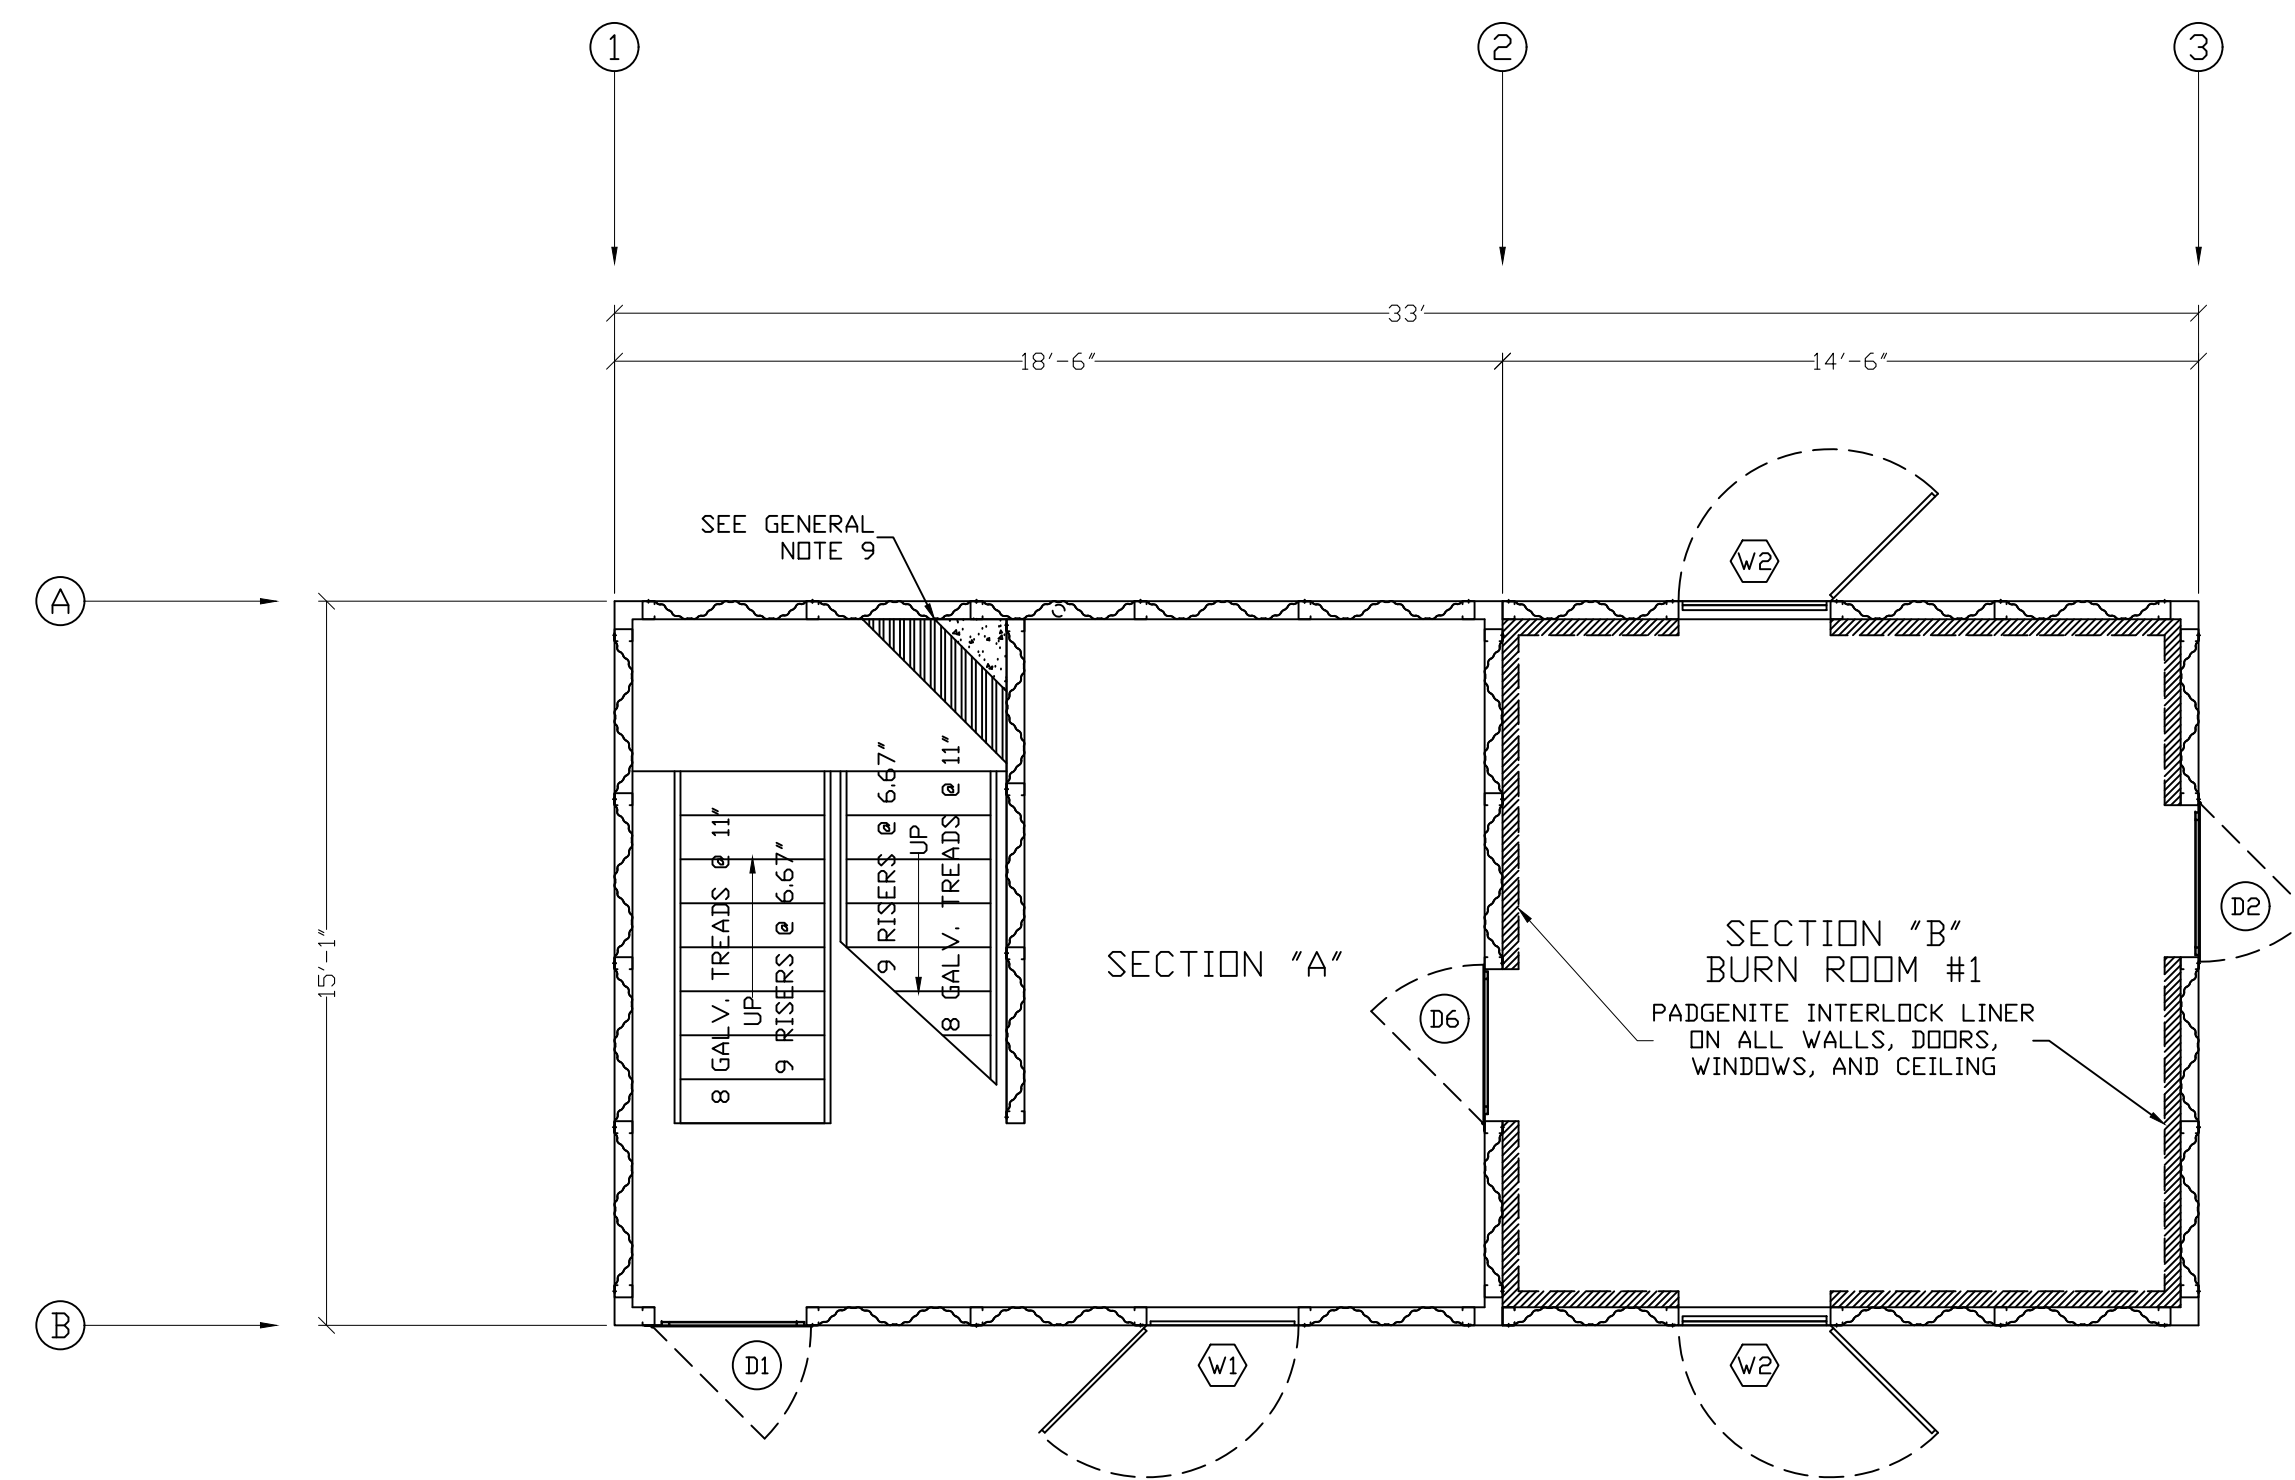 1
2
3
33'
18'-6"
14'-6"
SEE GENERAL
NOTE 9
W2
A
15'-1"
8 GALV. TREADS @ 11"
UP
9 RISERS @ 6.67"
9 RISERS @ 6.67"
UP
8 GALV. TREADS @ 11"
SECTION "A"
D6
SECTION "B"
BURN ROOM #1
PADGENITE INTERLOCK LINER
ON ALL WALLS, DOORS,
WINDOWS, AND CEILING
D2
B
D1
W1
W2